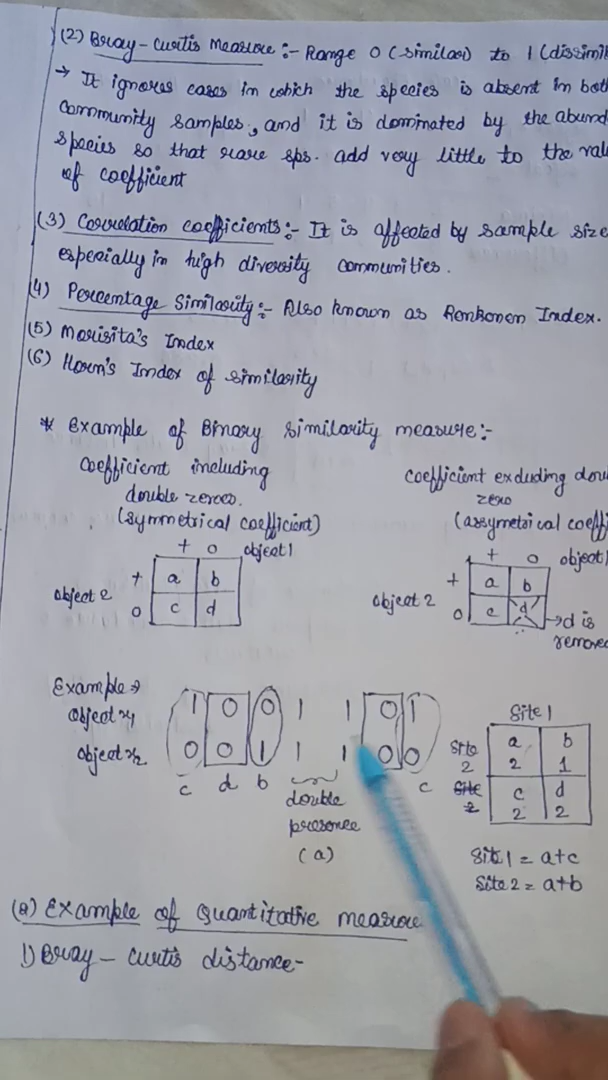 (2) Bray-Curtis Measure :- Range 0 (similar) to 1 (dissimil
→ It ignores cases in which the species is absent in both
community samples, and it is dominated by the abund
species so that rare sps. add very little to the val
of coefficient
(3) Correlation coefficients :- It is affected by sample size
especially in high diversity communities.
(4) Percentage Similarity :- Also known as Renkonen Index.
(5) Morisita's Index
(6) Horn's Index of similarity
* Example of Binary similarity measure :-
coefficient including
double zeroes.
(symmetrical coefficient)
+ 0 object 1
object 2 + a b
0 c d
coefficient excluding dou
zero
(assymetrical coeff
+ 0 object
+ a b
object 2
0 c d → d is
removed
Example →
object x1 1 0 0 1 1 0 1
object x2 0 0 1 1 1 0 0
c d b c
double
presence
(a)
Site 1
Site 2 a 2 b 1
Site 2 c 2 d 2
Site 1 = a+c
Site 2 = a+b
(a) Example of Quantitative measure
1) Bray - Curtis distance-